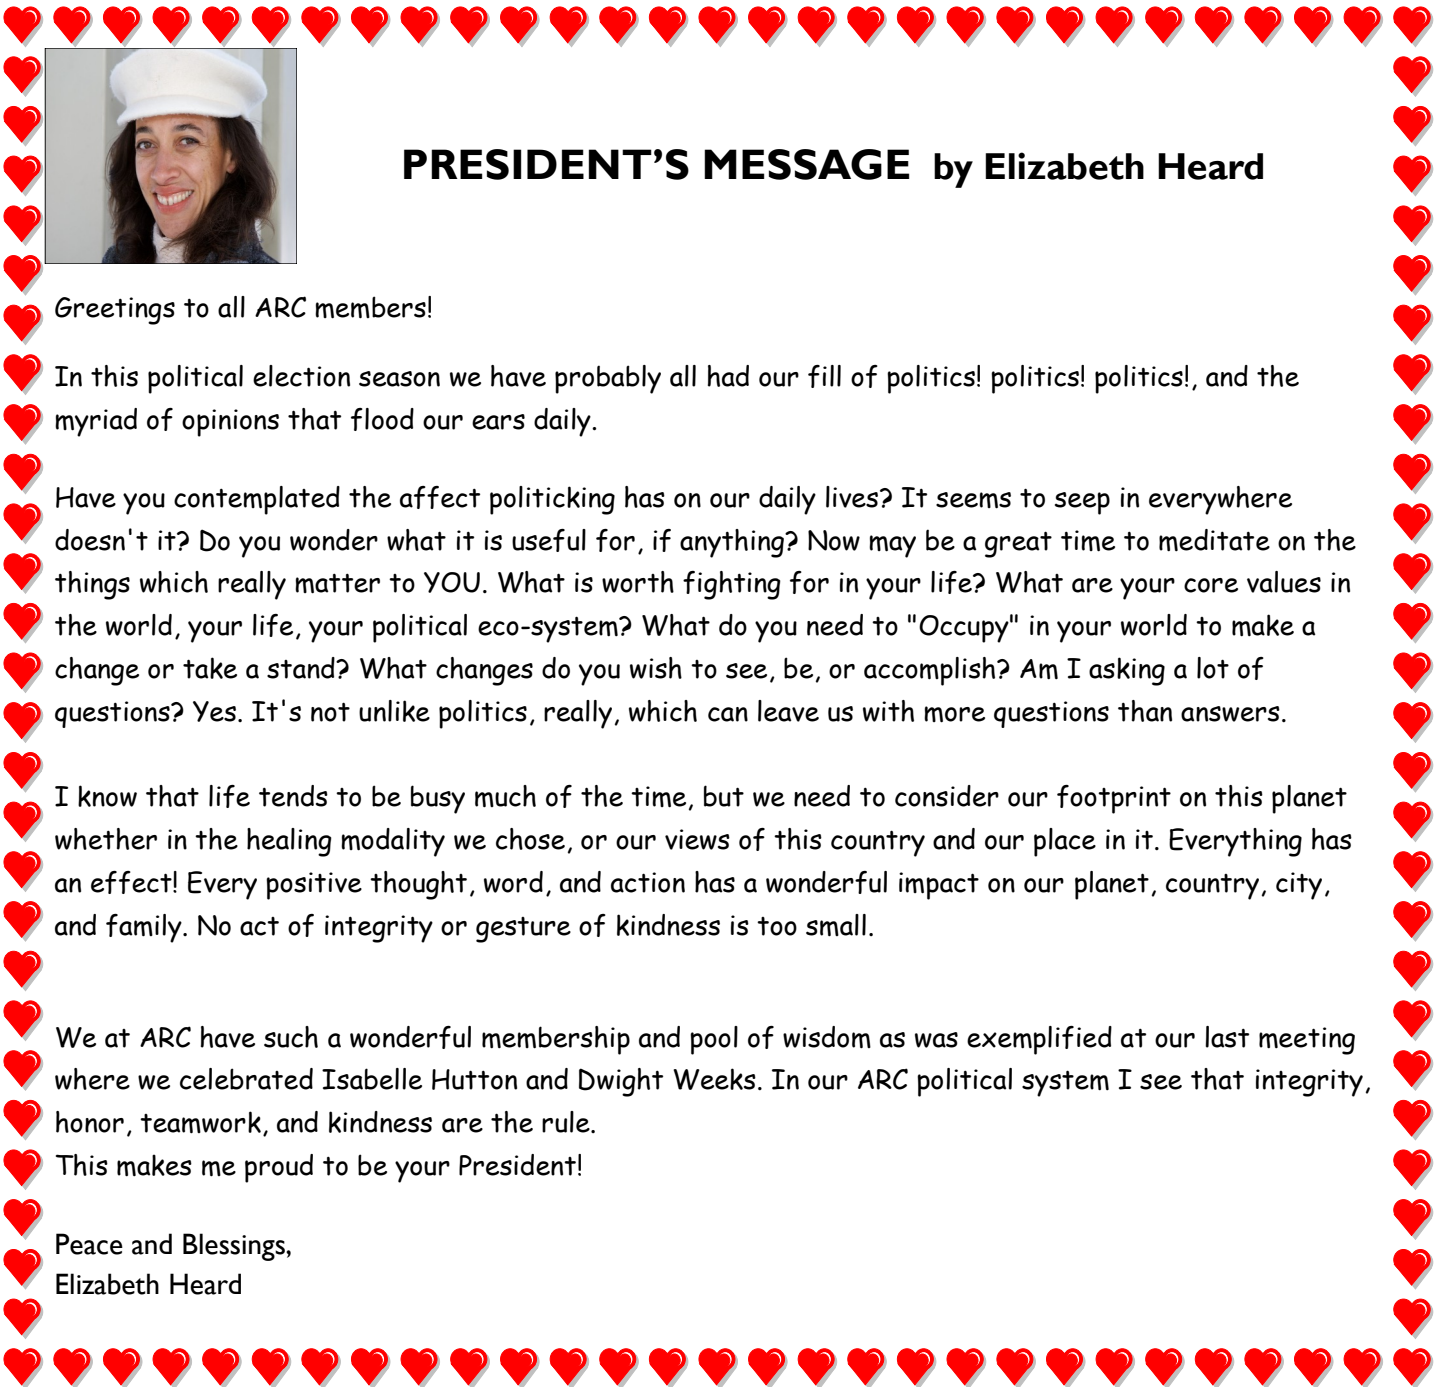 PRESIDENT’S MESSAGE by Elizabeth Heard
Greetings to all ARC members!
In this political election season we have probably all had our fill of politics! politics! politics!, and the
myriad of opinions that flood our ears daily.
Have you contemplated the affect politicking has on our daily lives? It seems to seep in everywhere
doesn't it? Do you wonder what it is useful for, if anything? Now may be a great time to meditate on the
things which really matter to YOU. What is worth fighting for in your life? What are your core values in
the world, your life, your political eco-system? What do you need to "Occupy" in your world to make a
change or take a stand? What changes do you wish to see, be, or accomplish? Am I asking a lot of
questions? Yes. It's not unlike politics, really, which can leave us with more questions than answers.
I know that life tends to be busy much of the time, but we need to consider our footprint on this planet
whether in the healing modality we chose, or our views of this country and our place in it. Everything has
an effect! Every positive thought, word, and action has a wonderful impact on our planet, country, city,
and family. No act of integrity or gesture of kindness is too small.
We at ARC have such a wonderful membership and pool of wisdom as was exemplified at our last meeting
where we celebrated Isabelle Hutton and Dwight Weeks. In our ARC political system I see that integrity,
honor, teamwork, and kindness are the rule.
This makes me proud to be your President!
Peace and Blessings,
Elizabeth Heard